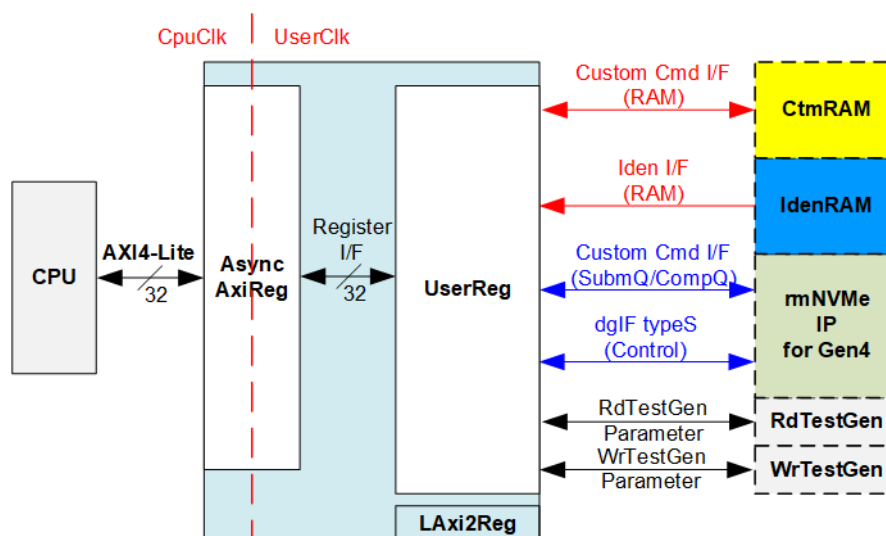 CpuClk
UserClk
CPU
AXI4-Lite
32
Async
AxiReg
Register
I/F
32
UserReg
LAxi2Reg
Custom Cmd I/F
(RAM)
Iden I/F
(RAM)
Custom Cmd I/F
(SubmQ/CompQ)
dgIF typeS
(Control)
RdTestGen
Parameter
WrTestGen
Parameter
CtmRAM
IdenRAM
rmNVMe
IP
for Gen4
RdTestGen
WrTestGen